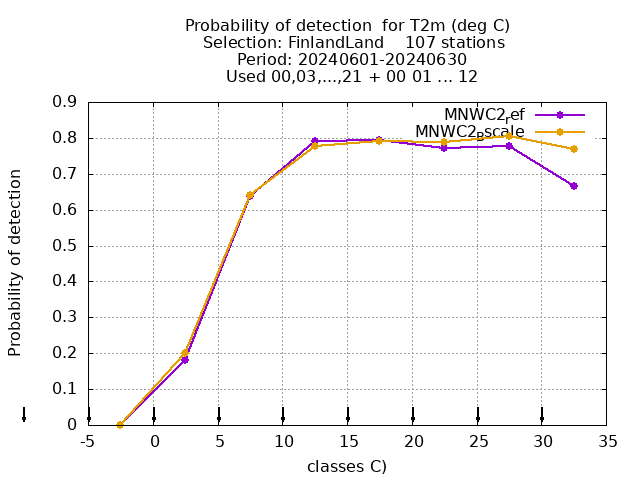 Probability of detection  for T2m (deg C)
Selection: FinlandLand    107 stations
Period: 20240601-20240630
Used 00,03,...,21 + 00 01 ... 12
MNWC2ref
MNWC2pscale
Probability of detection
0.9
0.8
0.7
0.6
0.5
0.4
0.3
0.2
0.1
0
-5 0 5 10 15 20 25 30 35
classes C)